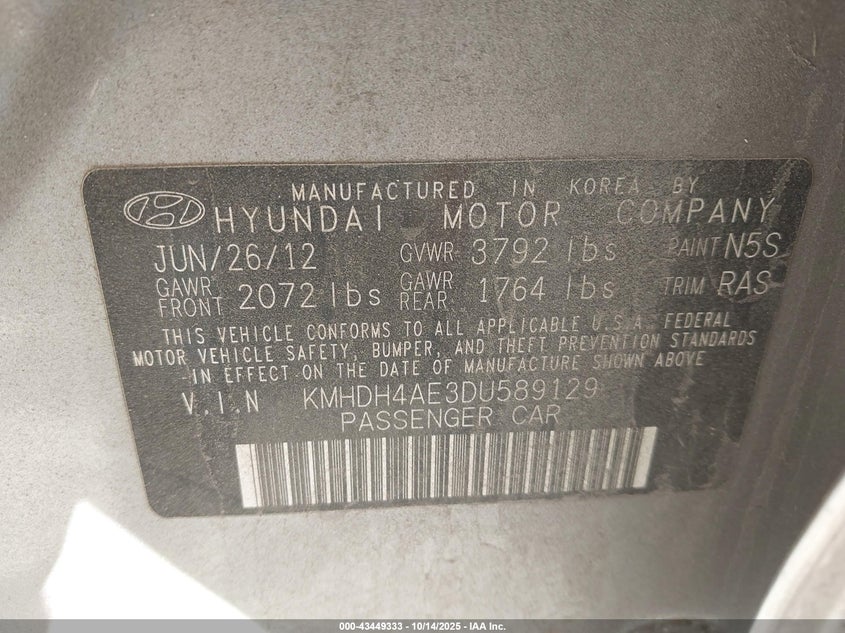 MANUFACTURED IN KOREA BY
HYUNDAI MOTOR COMPANY
JUN/26/12 GVWR 3792 lbs PAINT N5S
GAWR FRONT 2072 lbs GAWR REAR 1764 lbs TRIM RAS
THIS VEHICLE CONFORMS TO ALL APPLICABLE U.S.A. FEDERAL
MOTOR VEHICLE SAFETY, BUMPER, AND THEFT PREVENTION STANDARDS
IN EFFECT ON THE DATE OF MANUFACTURE SHOWN ABOVE
V.I.N KMHDH4AE3DU589129
PASSENGER CAR
000-43449333 - 10/14/2025 - IAA Inc.